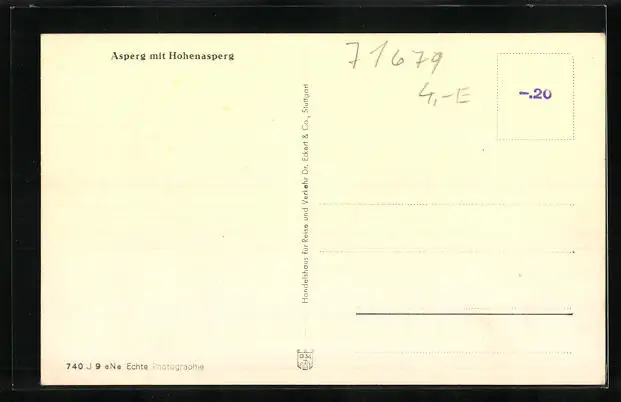 Asperg mit Hohenasperg
71679
4,-E
-.20
Handelshaus für Reise und Verkehr Dr. Eckert & Co., Stuttgart
740 J 9 eNe Echte Photographie